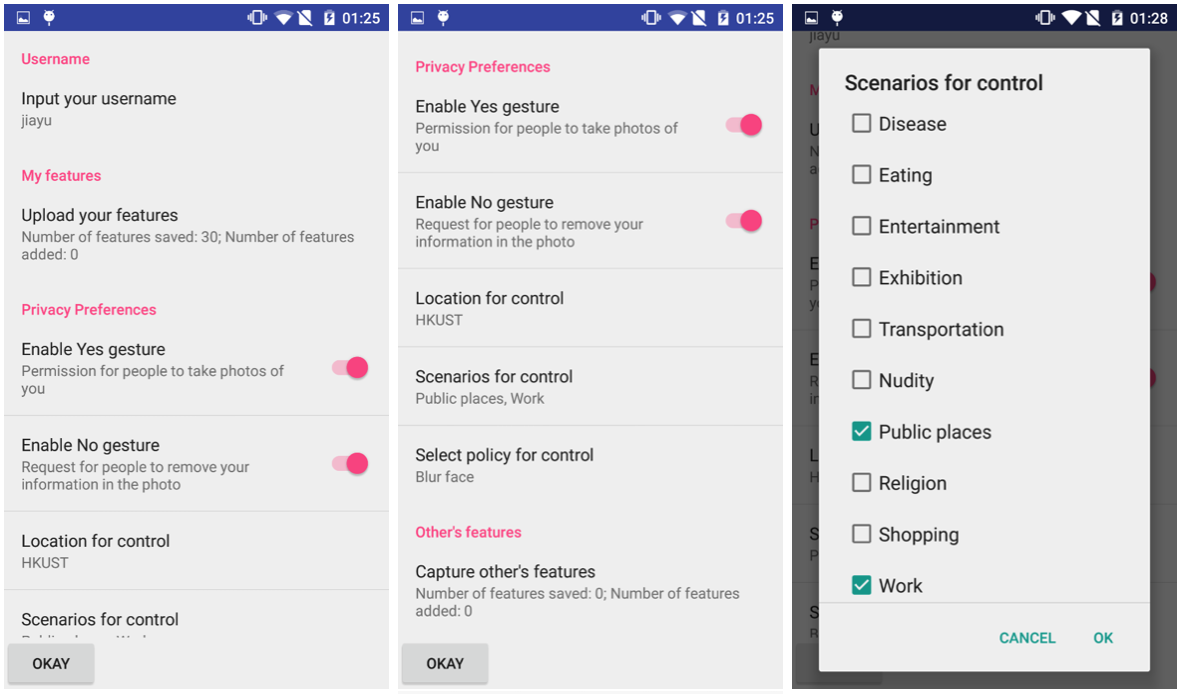 01:25
Username
Input your username
jiayu
My features
Upload your features
Number of features saved: 30; Number of features
added: 0
Privacy Preferences
Enable Yes gesture
Permission for people to take photos of
you
Enable No gesture
Request for people to remove your
information in the photo
Location for control
HKUST
Scenarios for control
OKAY
01:25
Privacy Preferences
Enable Yes gesture
Permission for people to take photos of
you
Enable No gesture
Request for people to remove your
information in the photo
Location for control
HKUST
Scenarios for control
Public places, Work
Select policy for control
Blur face
Other's features
Capture other's features
Number of features saved: 0; Number of features
added: 0
OKAY
01:28
jiayu
Scenarios for control
Disease
Eating
Entertainment
Exhibition
Transportation
Nudity
Public places
Religion
Shopping
Work
CANCEL OK